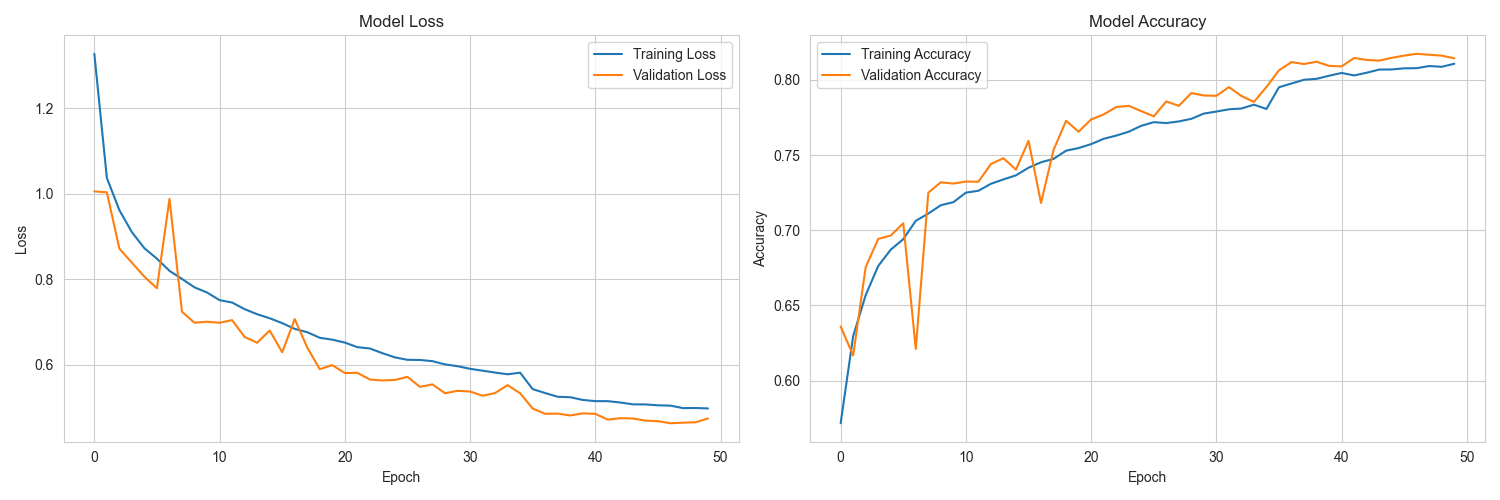 Model Loss
Training Loss
Validation Loss
1.2
1.0
0.8
0.6
Loss
0 10 20 30 40 50
Epoch
Model Accuracy
Training Accuracy
Validation Accuracy
0.80
0.75
0.70
0.65
0.60
Accuracy
0 10 20 30 40 50
Epoch